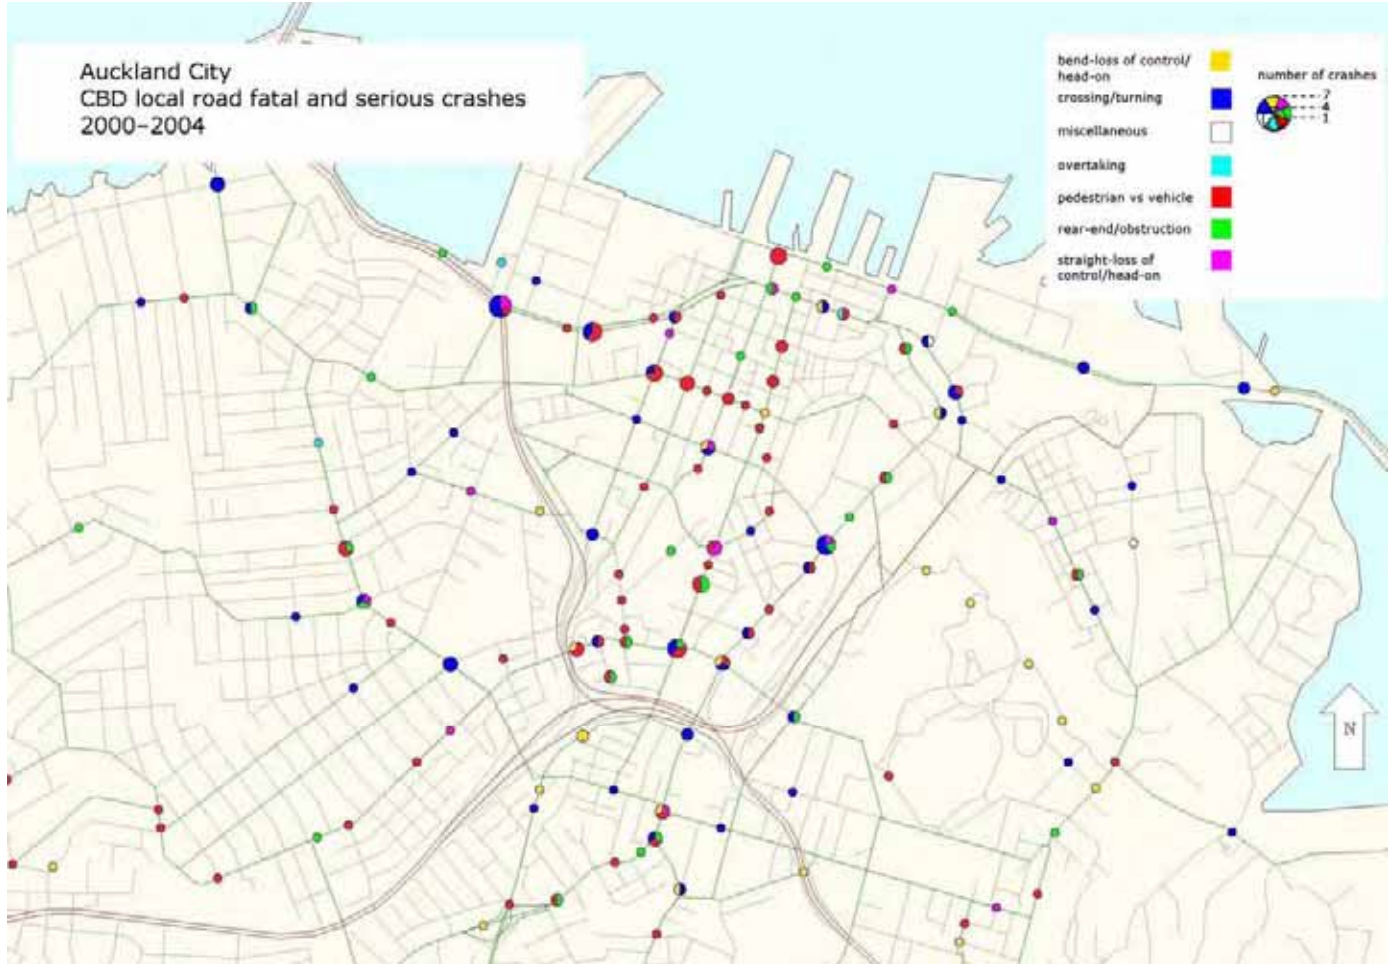 Auckland City
CBD local road fatal and serious crashes
2000–2004
bend-loss of control/
head-on
crossing/turning
miscellaneous
overtaking
pedestrian vs vehicle
rear-end/obstruction
straight-loss of
control/head-on
number of crashes
7
4
1
N